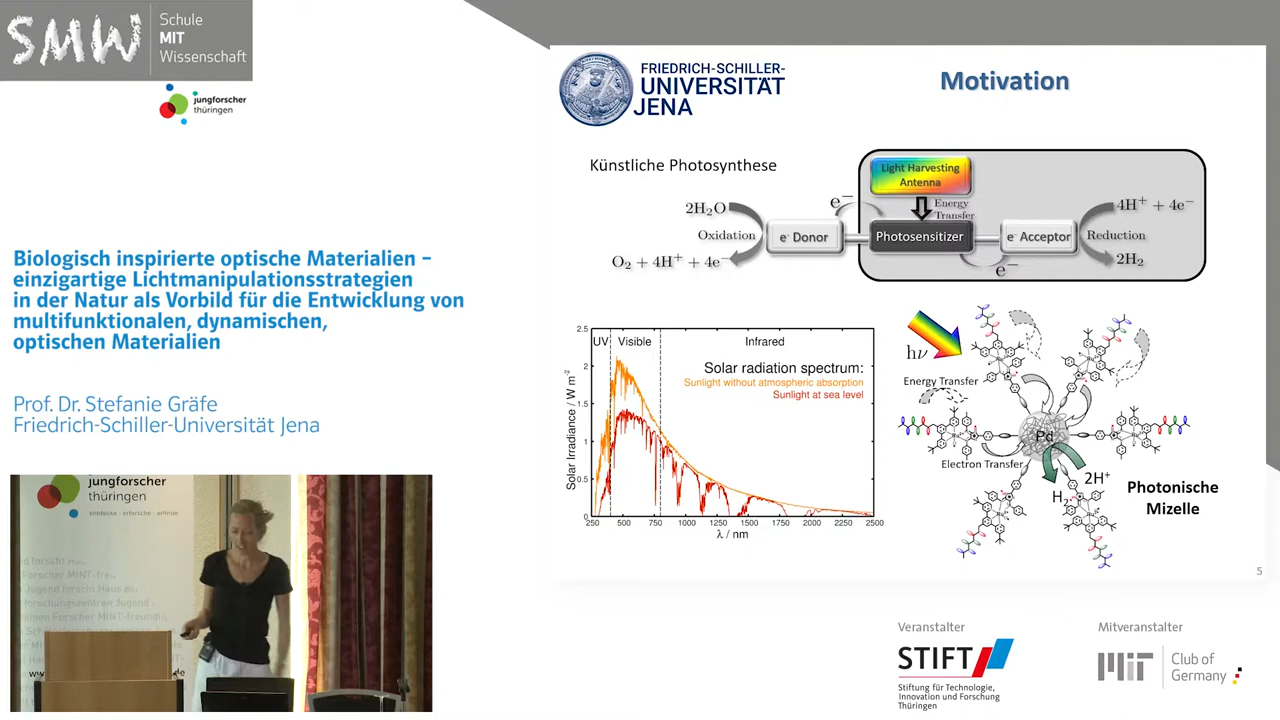 SMW
Schule
MIT
Wissenschaft
jungforscher
thüringen
Biologisch inspirierte optische Materialien –
einzigartige Lichtmanipulationsstrategien
in der Natur als Vorbild für die Entwicklung von
multifunktionalen, dynamischen,
optischen Materialien
Prof. Dr. Stefanie Gräfe
Friedrich-Schiller-Universität Jena
jungforscher
thüringen
entdecke · erforsche · erfinde
FRIEDRICH-SCHILLER-
UNIVERSITÄT
JENA
Motivation
Künstliche Photosynthese
Light Harvesting
Antenna
Energy
Transfer
2H₂O
Oxidation
O₂ + 4H⁺ + 4e⁻
e⁻
e⁻ Donor
Photosensitizer
e⁻ Acceptor
e⁻
4H⁺ + 4e⁻
Reduction
2H₂
2.5
2
1.5
1
0.5
0
Solar Irradiance / W m⁻²
UV
Visible
Infrared
Solar radiation spectrum:
Sunlight without atmospheric absorption
Sunlight at sea level
250 500 750 1000 1250 1500 1750 2000 2250 2500
λ / nm
hν
Energy Transfer
Electron Transfer
Pd
2H⁺
H₂
Photonische
Mizelle
5
Veranstalter
STIFT
Stiftung für Technologie,
Innovation und Forschung
Thüringen
Mitveranstalter
MIT
Club of
Germany